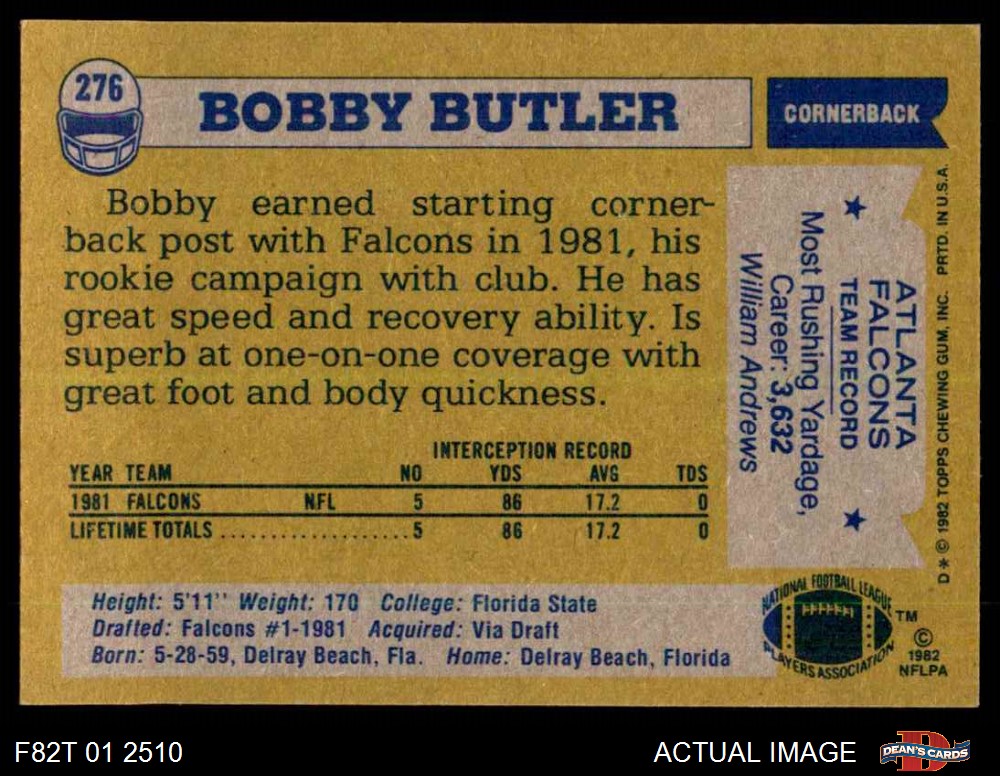 276
BOBBY BUTLER
CORNERBACK
Bobby earned starting corner-
back post with Falcons in 1981, his
rookie campaign with club. He has
great speed and recovery ability. Is
superb at one-on-one coverage with
great foot and body quickness.
INTERCEPTION RECORD
YEAR TEAM NO YDS AVG TDS
1981 FALCONS NFL 5 86 17.2 0
LIFETIME TOTALS ..................... 5 86 17.2 0
ATLANTA
FALCONS
TEAM RECORD
★ Most Rushing Yardage, ★
Career: 3,632
William Andrews
D * © 1982 TOPPS CHEWING GUM, INC. PRTD. IN U.S.A.
Height: 5'11" Weight: 170 College: Florida State
Drafted: Falcons #1-1981 Acquired: Via Draft
Born: 5-28-59, Delray Beach, Fla. Home: Delray Beach, Florida
NATIONAL FOOTBALL LEAGUE
PLAYERS ASSOCIATION
TM
©
1982
NFLPA
F82T 01 2510
ACTUAL IMAGE
DEAN'S CARDS